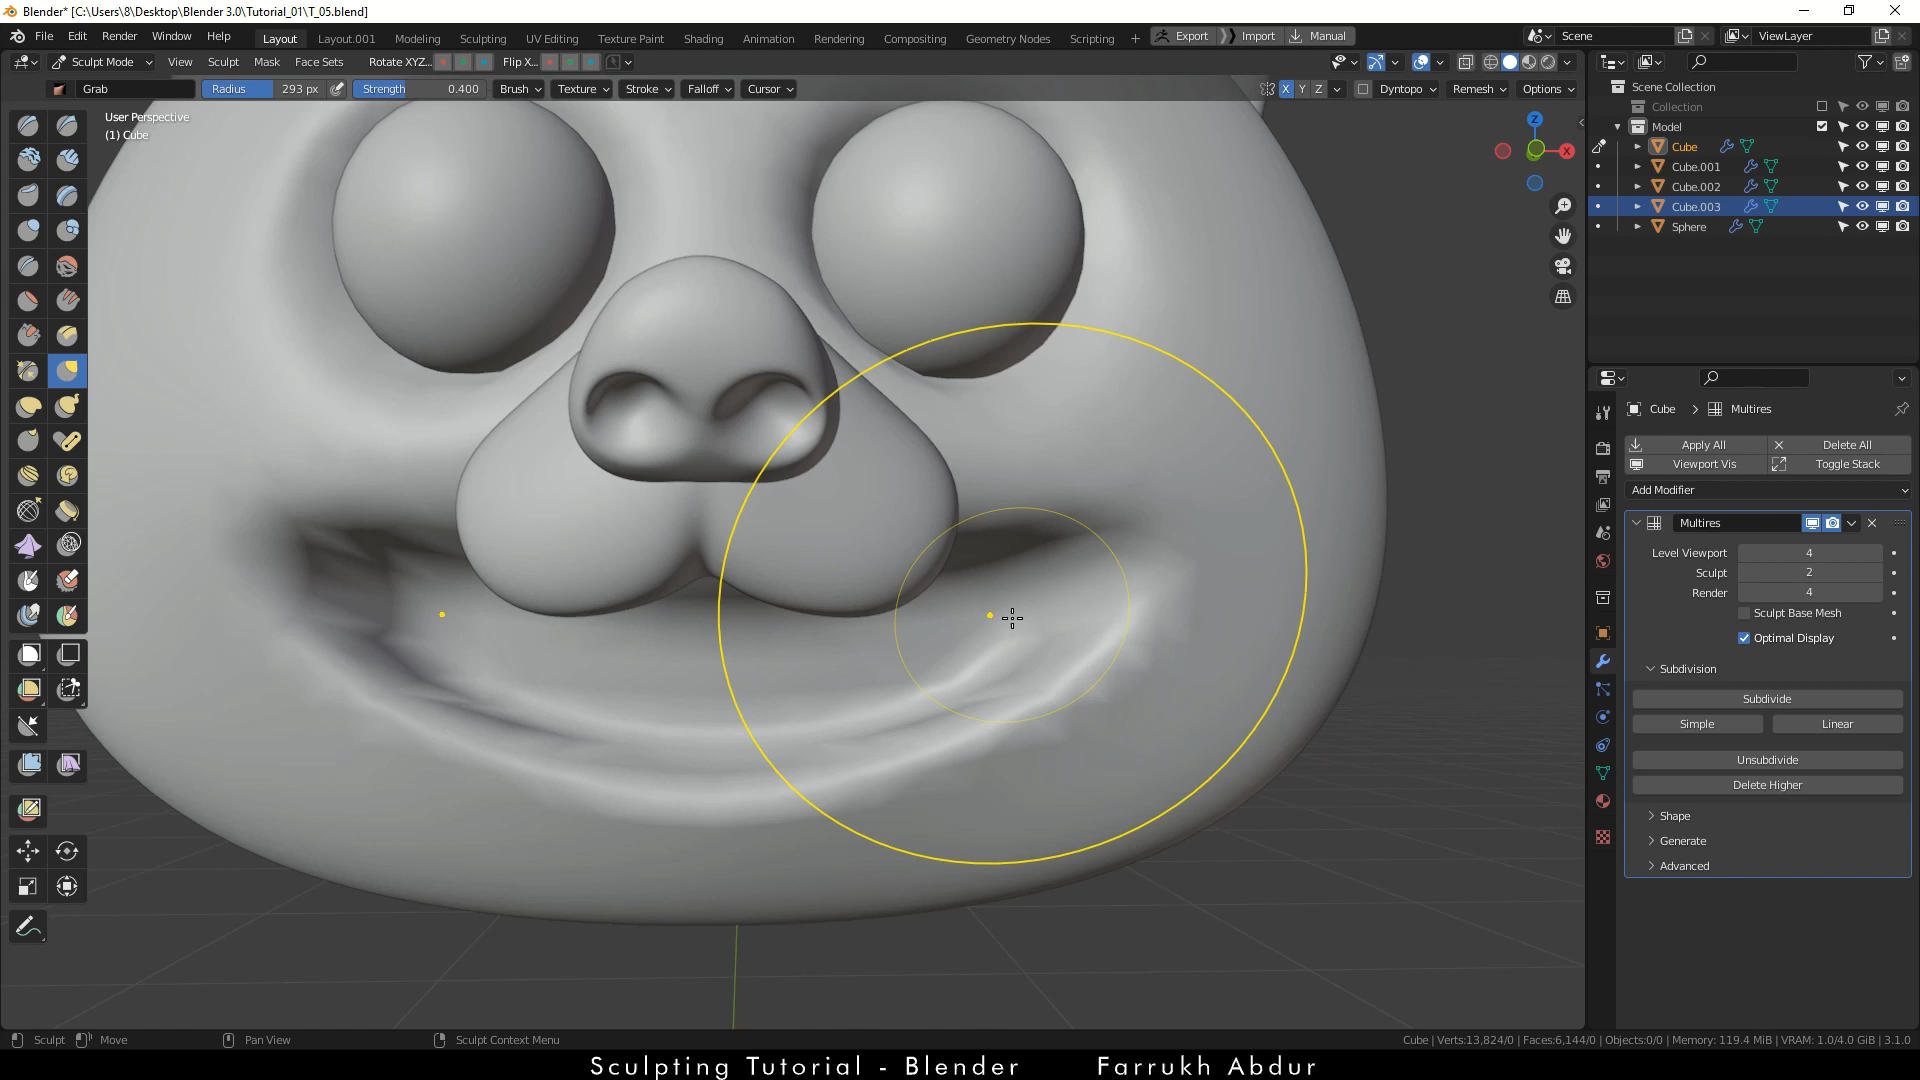 Blender* [C:\Users\8\Desktop\Blender 3.0\Tutorial_01\T_05.blend]
File Edit Render Window Help Layout Layout.001 Modeling Sculpting UV Editing Texture Paint Shading Animation Rendering Compositing Geometry Nodes Scripting + Export Import Manual Scene ViewLayer
Sculpt Mode View Sculpt Mask Face Sets Rotate XYZ... Flip X...
Grab Radius 293 px Strength 0.400 Brush Texture Stroke Falloff Cursor X Y Z Dyntopo Remesh Options
User Perspective
(1) Cube
Z
X
Scene Collection
Collection
Model
Cube
Cube.001
Cube.002
Cube.003
Sphere
Cube > Multires
Apply All Delete All
Viewport Vis Toggle Stack
Add Modifier
Multires
Level Viewport 4
Sculpt 2
Render 4
Sculpt Base Mesh
Optimal Display
Subdivision
Subdivide
Simple Linear
Unsubdivide
Delete Higher
Shape
Generate
Advanced
Sculpt Move Pan View Sculpt Context Menu Cube | Verts:13,824/0 | Faces:6,144/0 | Objects:0/0 | Memory: 119.4 MiB | VRAM: 1.0/4.0 GiB | 3.1.0
Sculpting Tutorial - Blender Farrukh Abdur